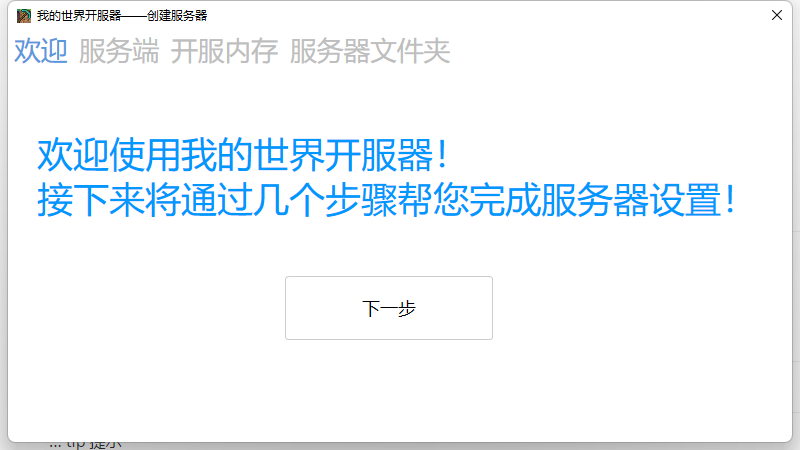 我的世界开服器——创建服务器
欢迎 服务端 开服内存 服务器文件夹
欢迎使用我的世界开服器！
接下来将通过几个步骤帮您完成服务器设置！
下一步
... tip 提示